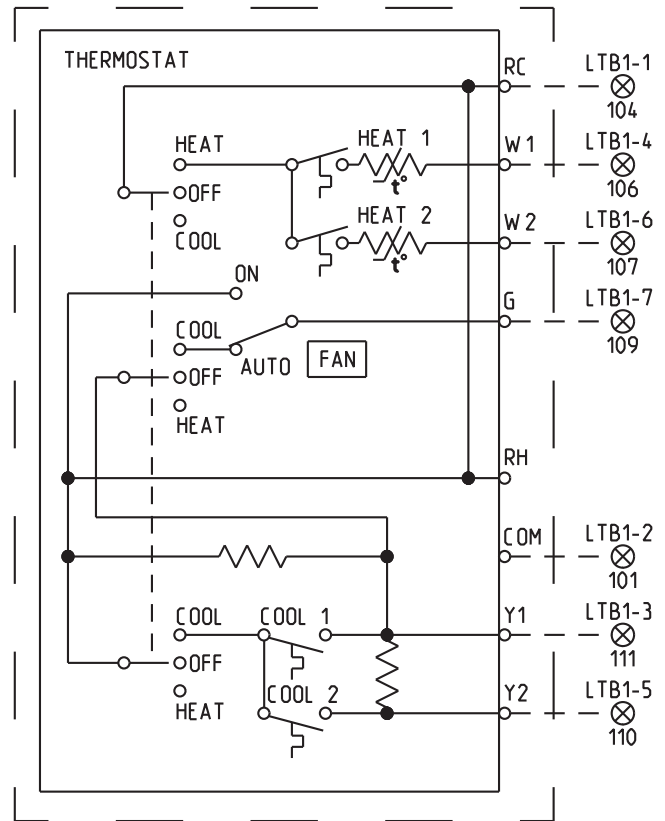 THERMOSTAT
RC
LTB1-1
104
HEAT
HEAT 1
W1
LTB1-4
106
OFF
t°
COOL
HEAT 2
W2
LTB1-6
107
t°
ON
G
LTB1-7
109
COOL
AUTO
FAN
OFF
HEAT
RH
COM
LTB1-2
101
COOL
COOL 1
Y1
LTB1-3
111
OFF
HEAT
COOL 2
Y2
LTB1-5
110